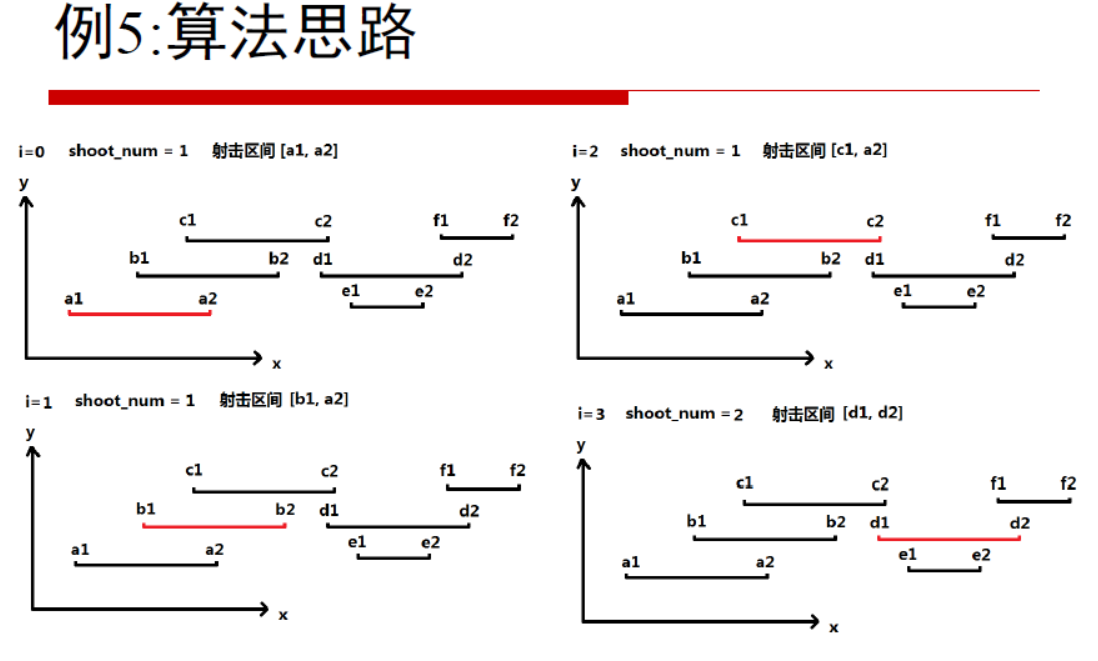 例5:算法思路
i=0 shoot_num = 1 射击区间 [a1, a2]
y
c1 c2 f1 f2
b1 b2 d1 d2
a1 a2 e1 e2
x
i=2 shoot_num = 1 射击区间 [c1, a2]
y
c1 c2 f1 f2
b1 b2 d1 d2
a1 a2 e1 e2
x
i=1 shoot_num = 1 射击区间 [b1, a2]
y
c1 c2 f1 f2
b1 b2 d1 d2
a1 a2 e1 e2
x
i=3 shoot_num =2 射击区间 [d1, d2]
y
c1 c2 f1 f2
b1 b2 d1 d2
a1 a2 e1 e2
x